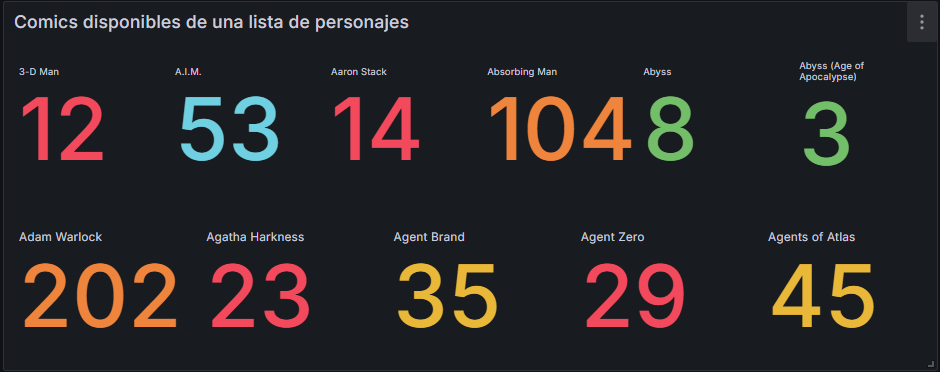 Comics disponibles de una lista de personajes
3-D Man
A.I.M.
Aaron Stack
Absorbing Man
Abyss
Abyss (Age of
Apocalypse)
12
53
14
104
8
3
Adam Warlock
Agatha Harkness
Agent Brand
Agent Zero
Agents of Atlas
202
23
35
29
45